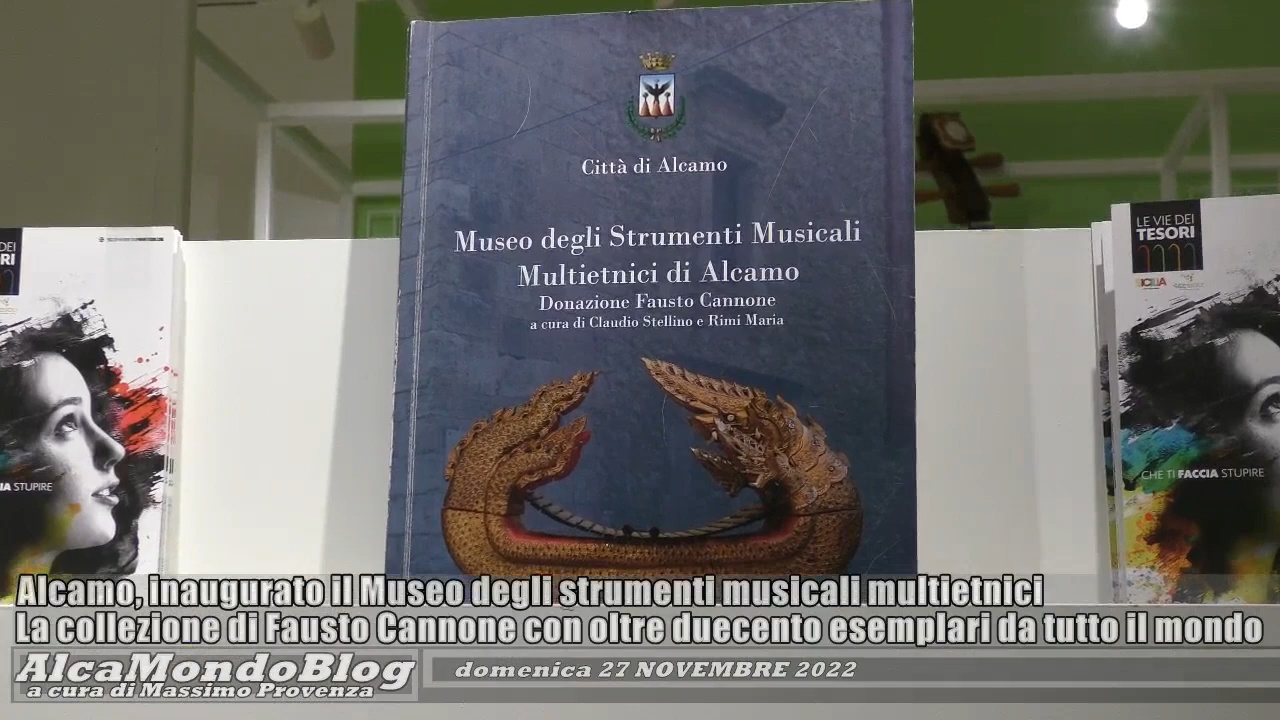 Città di Alcamo
Museo degli Strumenti Musicali
Multietnici di Alcamo
Donazione Fausto Cannone
a cura di Claudio Stellino e Rimi Maria
DEI
RI
IA STUPIRE
LE VIE DEI
TESORI
SICILIA
CHE TI FACCIA STUPIRE
Alcamo, inaugurato il Museo degli strumenti musicali multietnici
La collezione di Fausto Cannone con oltre duecento esemplari da tutto il mondo
AlcaMondoBlog
a cura di Massimo Provenza
domenica 27 NOVEMBRE 2022